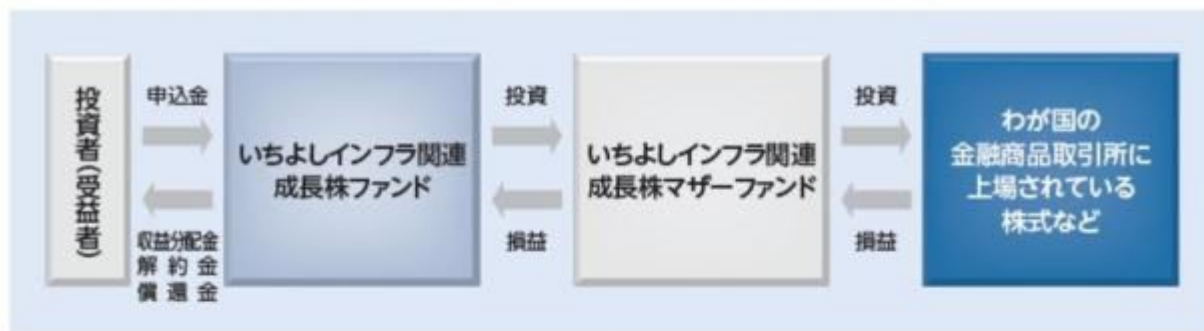 投資者(受益者)
申込金
収益分配金
解約金
償還金
いちよしインフラ関連
成長株ファンド
投資
損益
いちよしインフラ関連
成長株マザーファンド
投資
損益
わが国の
金融商品取引所に
上場されている
株式など